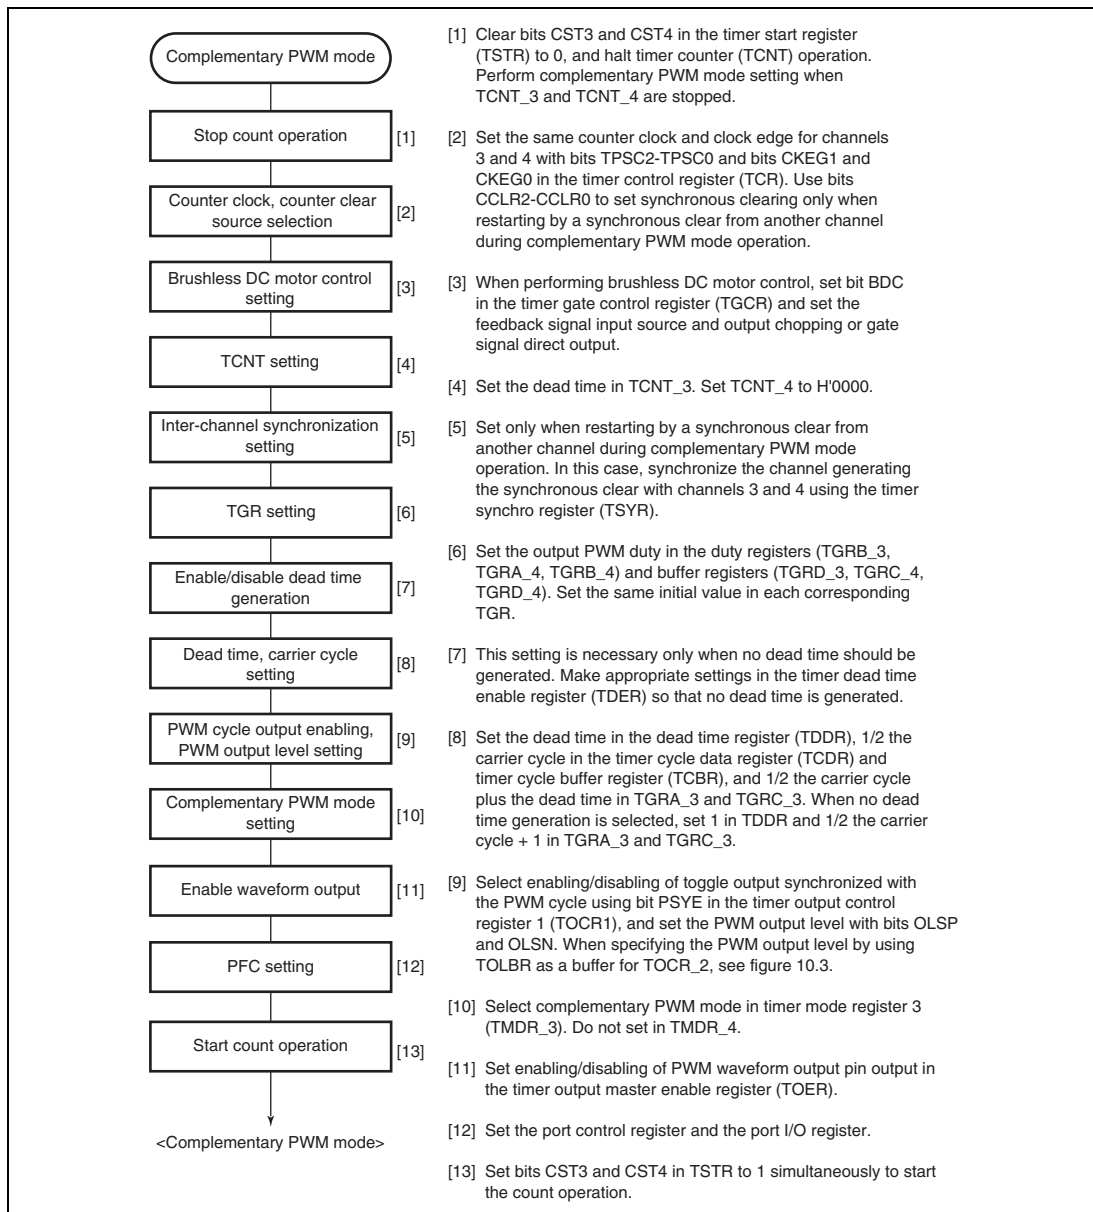 Complementary PWM mode
Stop count operation
[1]
Counter clock, counter clear
source selection
[2]
Brushless DC motor control
setting
[3]
TCNT setting
[4]
Inter-channel synchronization
setting
[5]
TGR setting
[6]
Enable/disable dead time
generation
[7]
Dead time, carrier cycle
setting
[8]
PWM cycle output enabling,
PWM output level setting
[9]
Complementary PWM mode
setting
[10]
Enable waveform output
[11]
PFC setting
[12]
Start count operation
[13]
<Complementary PWM mode>
[1] Clear bits CST3 and CST4 in the timer start register
(TSTR) to 0, and halt timer counter (TCNT) operation.
Perform complementary PWM mode setting when
TCNT_3 and TCNT_4 are stopped.
[2] Set the same counter clock and clock edge for channels
3 and 4 with bits TPSC2-TPSC0 and bits CKEG1 and
CKEG0 in the timer control register (TCR). Use bits
CCLR2-CCLR0 to set synchronous clearing only when
restarting by a synchronous clear from another channel
during complementary PWM mode operation.
[3] When performing brushless DC motor control, set bit BDC
in the timer gate control register (TGCR) and set the
feedback signal input source and output chopping or gate
signal direct output.
[4] Set the dead time in TCNT_3. Set TCNT_4 to H'0000.
[5] Set only when restarting by a synchronous clear from
another channel during complementary PWM mode
operation. In this case, synchronize the channel generating
the synchronous clear with channels 3 and 4 using the timer
synchro register (TSYR).
[6] Set the output PWM duty in the duty registers (TGRB_3,
TGRA_4, TGRB_4) and buffer registers (TGRD_3, TGRC_4,
TGRD_4). Set the same initial value in each corresponding
TGR.
[7] This setting is necessary only when no dead time should be
generated. Make appropriate settings in the timer dead time
enable register (TDER) so that no dead time is generated.
[8] Set the dead time in the dead time register (TDDR), 1/2 the
carrier cycle in the timer cycle data register (TCDR) and
timer cycle buffer register (TCBR), and 1/2 the carrier cycle
plus the dead time in TGRA_3 and TGRC_3. When no dead
time generation is selected, set 1 in TDDR and 1/2 the carrier
cycle + 1 in TGRA_3 and TGRC_3.
[9] Select enabling/disabling of toggle output synchronized with
the PWM cycle using bit PSYE in the timer output control
register 1 (TOCR1), and set the PWM output level with bits OLSP
and OLSN. When specifying the PWM output level by using
TOLBR as a buffer for TOCR_2, see figure 10.3.
[10] Select complementary PWM mode in timer mode register 3
(TMDR_3). Do not set in TMDR_4.
[11] Set enabling/disabling of PWM waveform output pin output in
the timer output master enable register (TOER).
[12] Set the port control register and the port I/O register.
[13] Set bits CST3 and CST4 in TSTR to 1 simultaneously to start
the count operation.